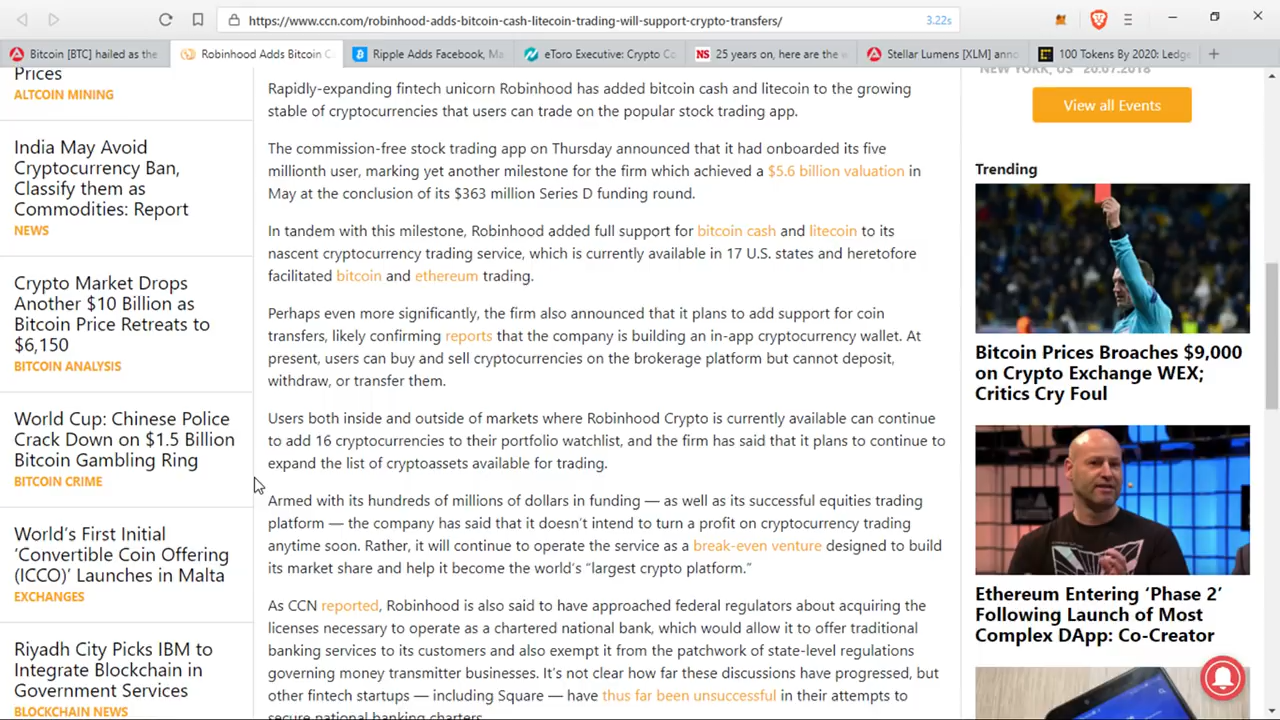 https://www.ccn.com/robinhood-adds-bitcoin-cash-litecoin-trading-will-support-crypto-transfers/
3.22s
Bitcoin [BTC] hailed as the
Robinhood Adds Bitcoin C
Ripple Adds Facebook, Ma
eToro Executive: Crypto Co
NS
25 years on, here are the w
Stellar Lumens [XLM] anno
100 Tokens By 2020: Ledge
Prices
ALTCOIN MINING
India May Avoid
Cryptocurrency Ban,
Classify them as
Commodities: Report
NEWS
Crypto Market Drops
Another $10 Billion as
Bitcoin Price Retreats to
$6,150
BITCOIN ANALYSIS
World Cup: Chinese Police
Crack Down on $1.5 Billion
Bitcoin Gambling Ring
BITCOIN CRIME
World's First Initial
'Convertible Coin Offering
(ICCO)' Launches in Malta
EXCHANGES
Riyadh City Picks IBM to
Integrate Blockchain in
Government Services
BLOCKCHAIN NEWS
Rapidly-expanding fintech unicorn Robinhood has added bitcoin cash and litecoin to the growing
stable of cryptocurrencies that users can trade on the popular stock trading app.
The commission-free stock trading app on Thursday announced that it had onboarded its five
millionth user, marking yet another milestone for the firm which achieved a $5.6 billion valuation in
May at the conclusion of its $363 million Series D funding round.
In tandem with this milestone, Robinhood added full support for bitcoin cash and litecoin to its
nascent cryptocurrency trading service, which is currently available in 17 U.S. states and heretofore
facilitated bitcoin and ethereum trading.
Perhaps even more significantly, the firm also announced that it plans to add support for coin
transfers, likely confirming reports that the company is building an in-app cryptocurrency wallet. At
present, users can buy and sell cryptocurrencies on the brokerage platform but cannot deposit,
withdraw, or transfer them.
Users both inside and outside of markets where Robinhood Crypto is currently available can continue
to add 16 cryptocurrencies to their portfolio watchlist, and the firm has said that it plans to continue to
expand the list of cryptoassets available for trading.
Armed with its hundreds of millions of dollars in funding — as well as its successful equities trading
platform — the company has said that it doesn't intend to turn a profit on cryptocurrency trading
anytime soon. Rather, it will continue to operate the service as a break-even venture designed to build
its market share and help it become the world's “largest crypto platform.”
As CCN reported, Robinhood is also said to have approached federal regulators about acquiring the
licenses necessary to operate as a chartered national bank, which would allow it to offer traditional
banking services to its customers and also exempt it from the patchwork of state-level regulations
governing money transmitter businesses. It's not clear how far these discussions have progressed, but
other fintech startups — including Square — have thus far been unsuccessful in their attempts to
secure national banking charters.
NEW YORK, US 20.07.2018
View all Events
Trending
Bitcoin Prices Broaches $9,000
on Crypto Exchange WEX;
Critics Cry Foul
Ethereum Entering ‘Phase 2’
Following Launch of Most
Complex DApp: Co-Creator